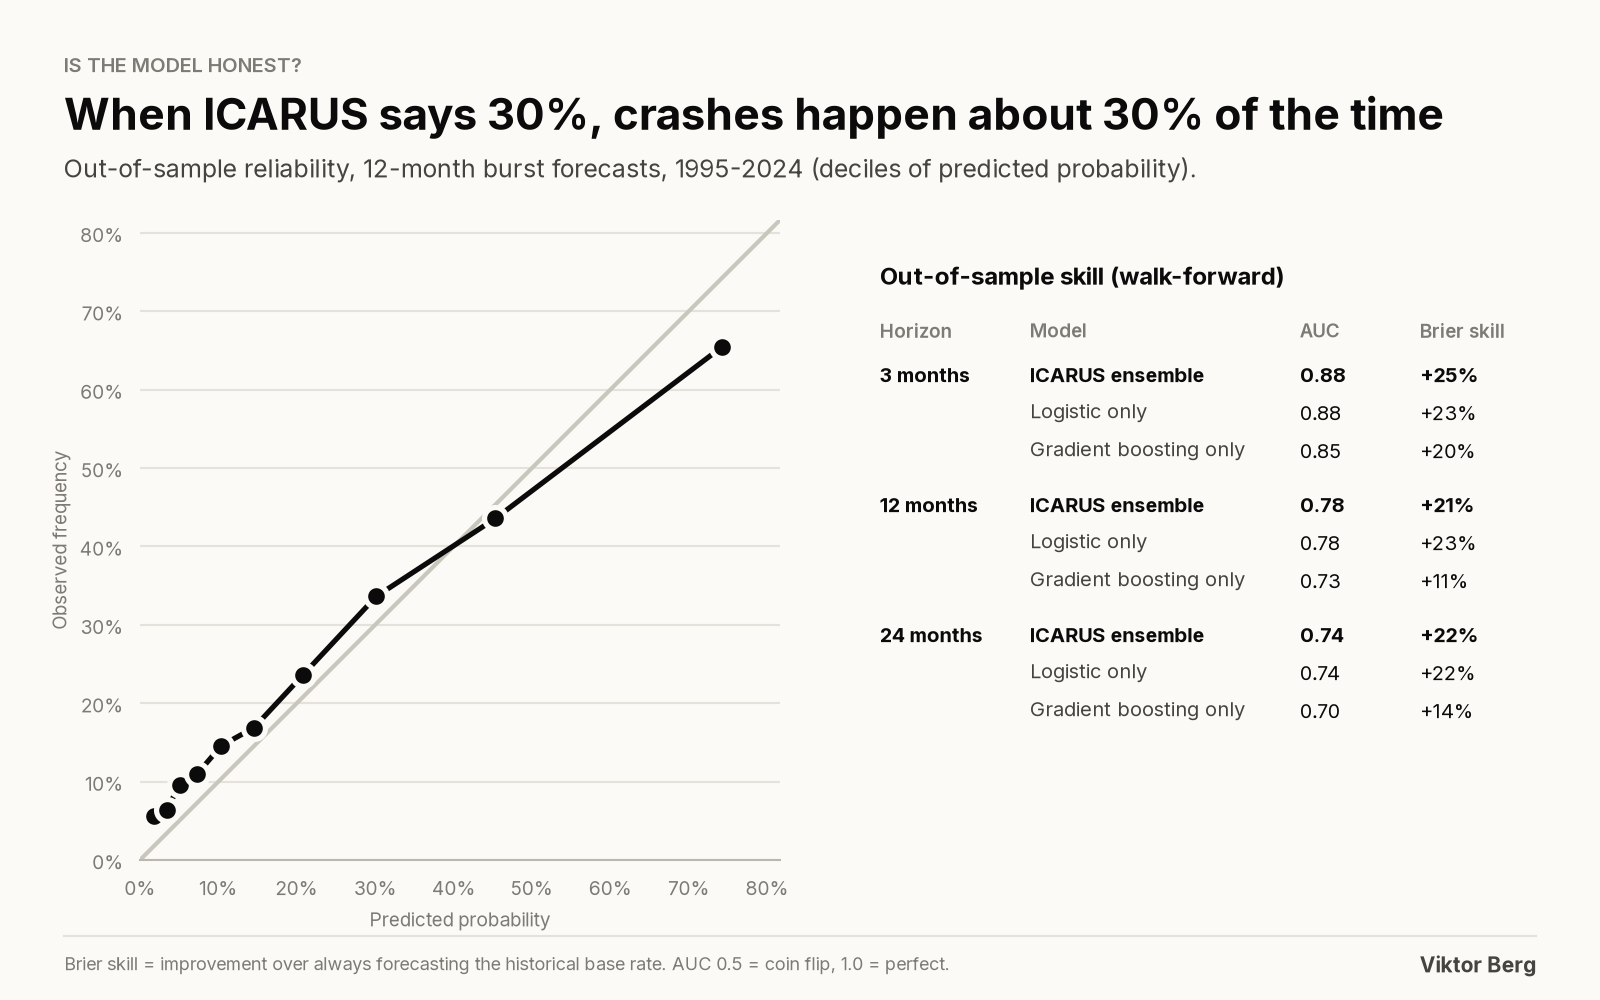 IS THE MODEL HONEST?
When ICARUS says 30%, crashes happen about 30% of the time
Out-of-sample reliability, 12-month burst forecasts, 1995-2024 (deciles of predicted probability).
80%
70%
60%
50%
40%
30%
20%
10%
0%
Observed frequency
0% 10% 20% 30% 40% 50% 60% 70% 80%
Predicted probability
Out-of-sample skill (walk-forward)
Horizon Model AUC Brier skill
3 months ICARUS ensemble 0.88 +25%
Logistic only 0.88 +23%
Gradient boosting only 0.85 +20%
12 months ICARUS ensemble 0.78 +21%
Logistic only 0.78 +23%
Gradient boosting only 0.73 +11%
24 months ICARUS ensemble 0.74 +22%
Logistic only 0.74 +22%
Gradient boosting only 0.70 +14%
Brier skill = improvement over always forecasting the historical base rate. AUC 0.5 = coin flip, 1.0 = perfect.
Viktor Berg